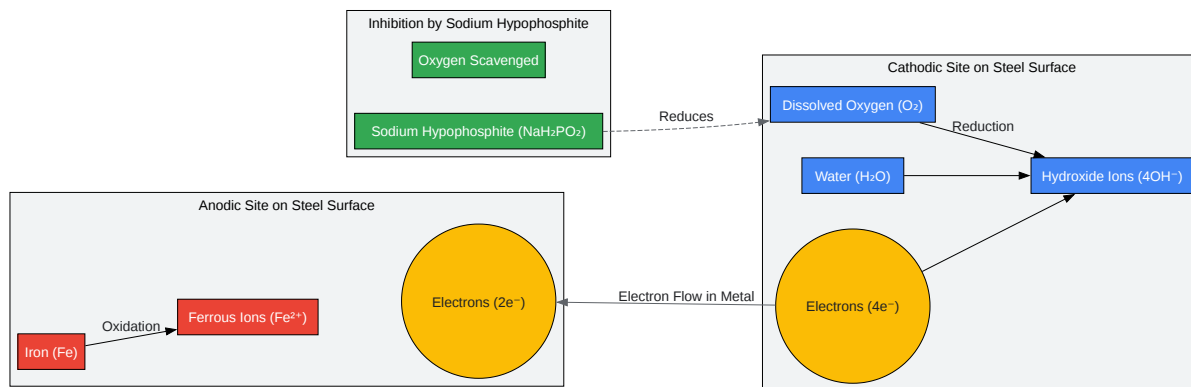 Inhibition by Sodium Hypophosphite
Oxygen Scavenged
Sodium Hypophosphite (NaH₂PO₂)
Reduces
Cathodic Site on Steel Surface
Dissolved Oxygen (O₂)
Reduction
Water (H₂O)
Hydroxide Ions (4OH⁻)
Electrons (4e⁻)
Electron Flow in Metal
Anodic Site on Steel Surface
Electrons (2e⁻)
Ferrous Ions (Fe²⁺)
Oxidation
Iron (Fe)